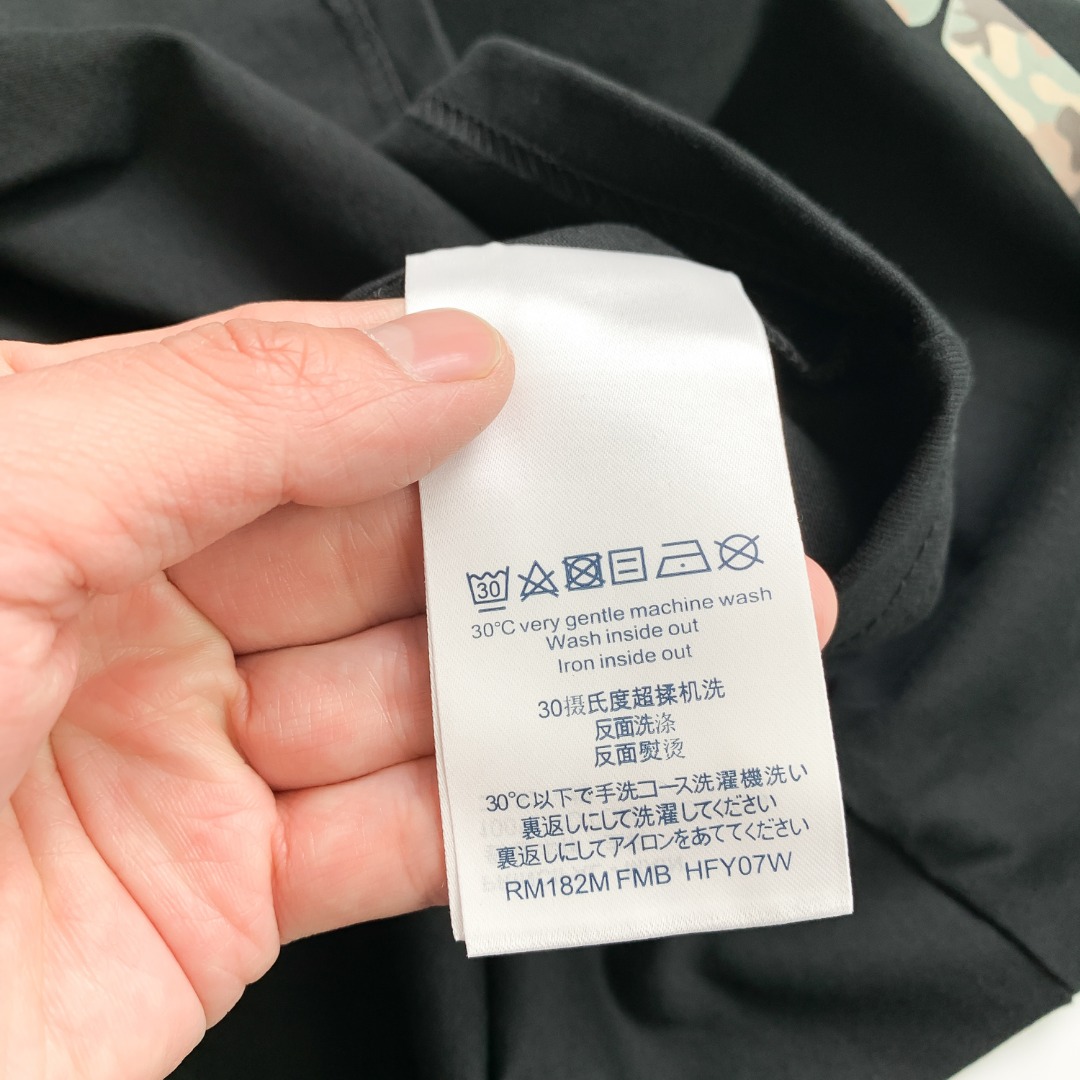 30
30°C very gentle machine wash
Wash inside out
Iron inside out
30摄氏度超揉机洗
反面洗涤
反面熨烫
30℃以下で手洗コース洗濯機洗い
裏返しにして洗濯してください
裏返しにしてアイロンをあててください
RM182M FMB HFY07W